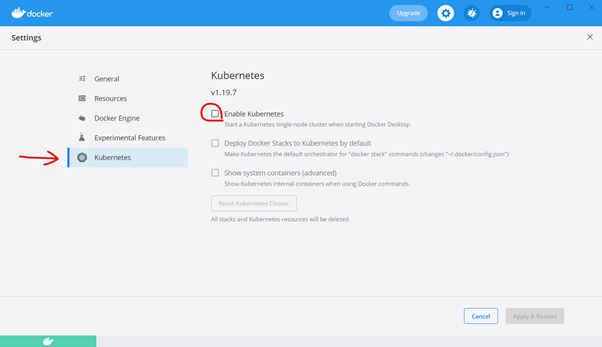 docker
Upgrade
Sign in
Settings
General
Resources
Docker Engine
Experimental Features
Kubernetes
Kubernetes
v1.19.7
Enable Kubernetes
Start a Kubernetes single-node cluster when starting Docker Desktop.
Deploy Docker Stacks to Kubernetes by default
Make Kubernetes the default orchestrator for "docker stack" commands (changes "~/.docker/config.json")
Show system containers (advanced)
Show Kubernetes internal containers when using Docker commands.
Reset Kubernetes Cluster
All stacks and Kubernetes resources will be deleted.
Cancel
Apply & Restart